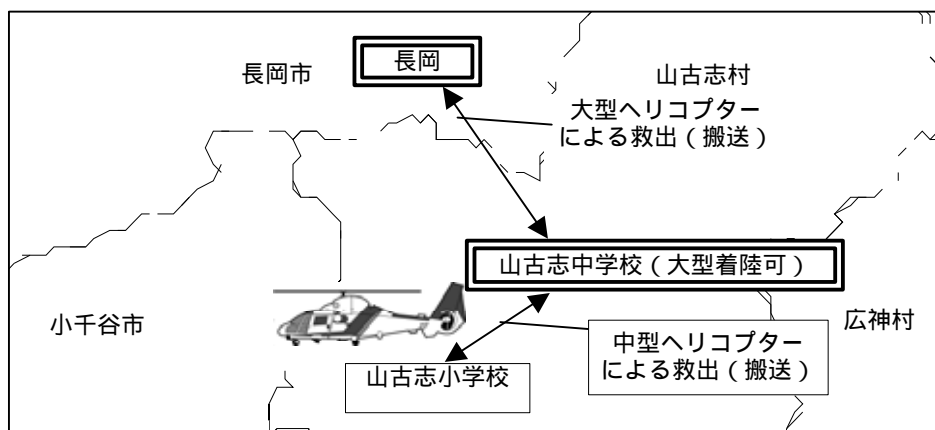 長岡
長岡市
山古志村
大型ヘリコプター
による救出（搬送）
山古志中学校（大型着陸可）
小千谷市
広神村
中型ヘリコプター
による救出（搬送）
山古志小学校